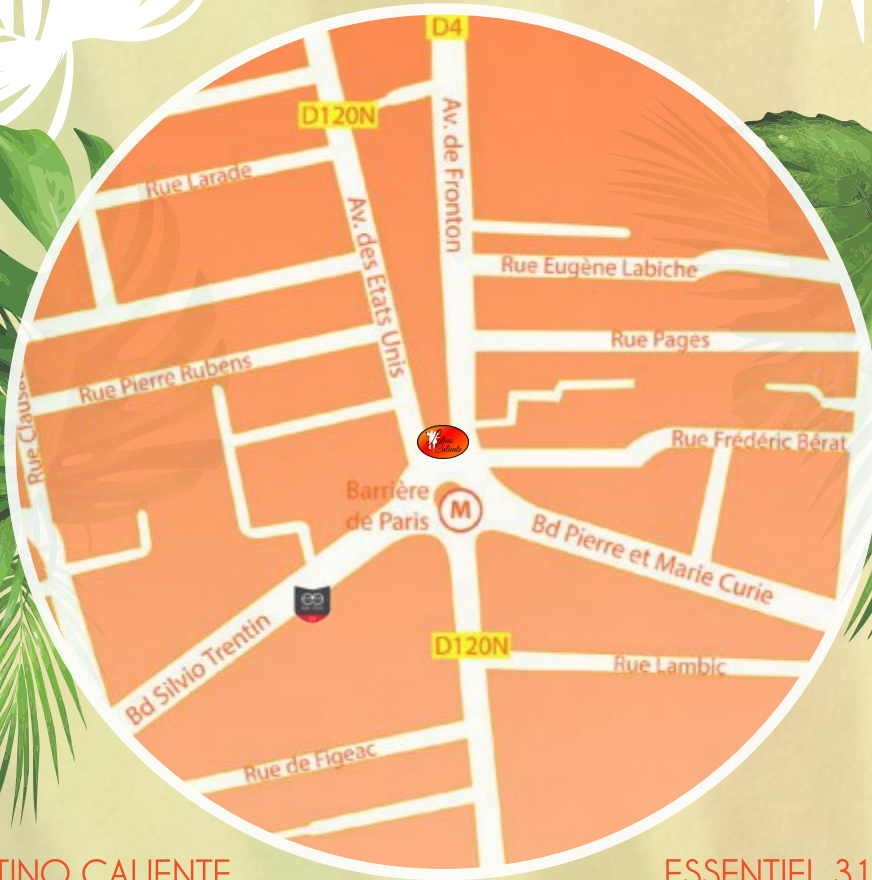 D4
D120N
Av. de Fronton
Rue Larade
Av. des Etats Unis
Rue Eugène Labiche
Rue Pages
Rue Pierre Rubens
Caliente
Rue Frédéric Bérat
Barrière
de Paris
M
Bd Pierre et Marie Curie
Bd Silvio Trentin
D120N
Rue Lambic
Rue de Figeac
TINO CALIENTE
ESSENTIEL 31